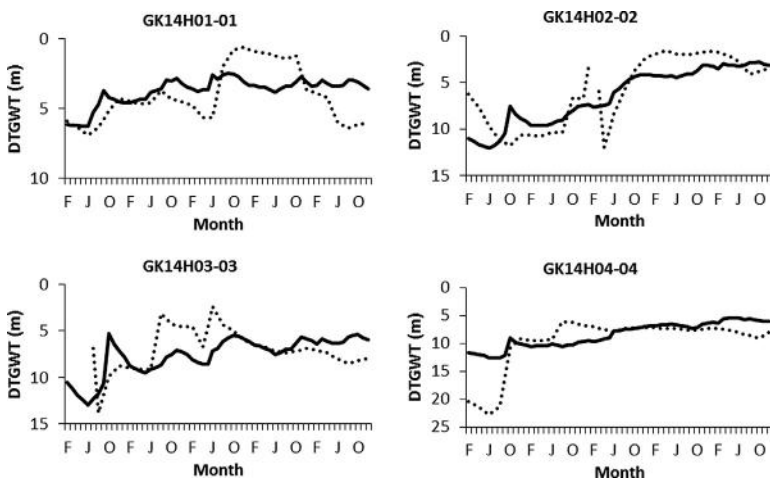 GK14H01-01
0
5
10
DTGWT (m)
F J O F J O F J O F J O
Month
GK14H02-02
0
5
10
15
DTGWT (m)
F J O F J O F J O F J O
Month
GK14H03-03
0
5
10
15
DTGWT (m)
F J O F J O F J O F J O
Month
GK14H04-04
0
5
10
15
20
25
DTGWT (m)
F J O F J O F J O F J O
Month